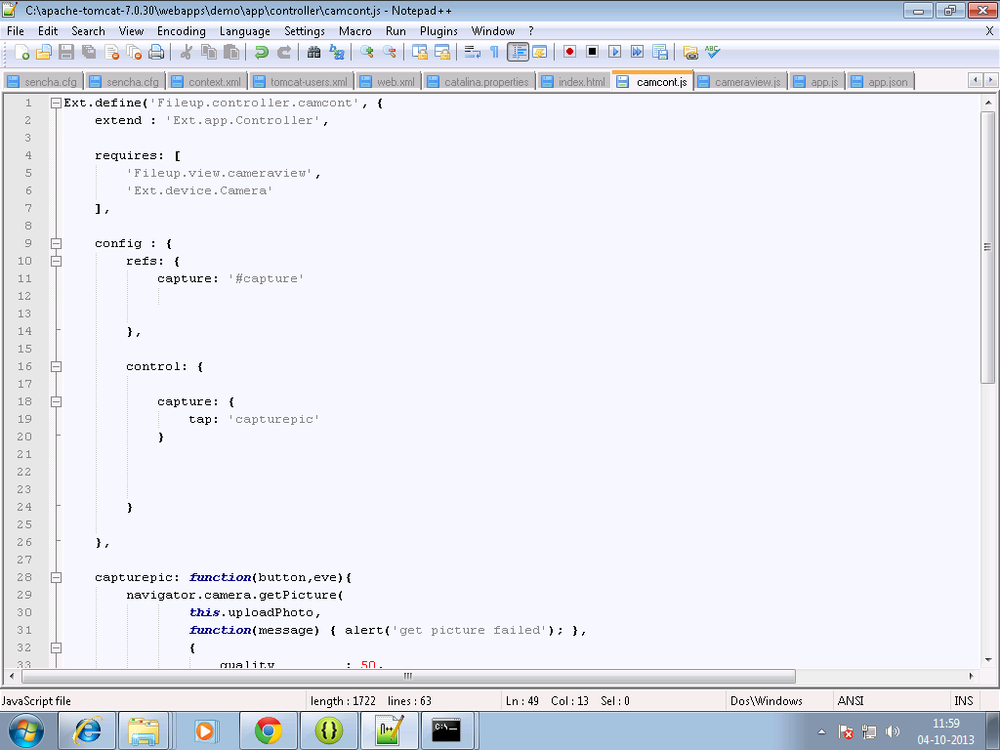 C:\apache-tomcat-7.0.30\webapps\demo\app\controller\camcont.js - Notepad++
File Edit Search View Encoding Language Settings Macro Run Plugins Window ? X
sencha.cfg sencha.cfg context.xml tomcat-users.xml web.xml catalina.properties index.html camcont.js cameraview.js app.js app.json
1 Ext.define('Fileup.controller.camcont', {
2 extend : 'Ext.app.Controller',
3
4 requires: [
5 'Fileup.view.cameraview',
6 'Ext.device.Camera'
7 ],
8
9 config : {
10 refs: {
11 capture: '#capture'
12
13
14 },
15
16 control: {
17
18 capture: {
19 tap: 'capturepic'
20 }
21
22
23
24 }
25
26 },
27
28 capturepic: function(button,eve){
29 navigator.camera.getPicture(
30 this.uploadPhoto,
31 function(message) { alert('get picture failed'); },
32 {
33 quality : 50,
JavaScript file length : 1722 lines : 63 Ln : 49 Col : 13 Sel : 0 Dos\Windows ANSI INS
11:59
04-10-2013